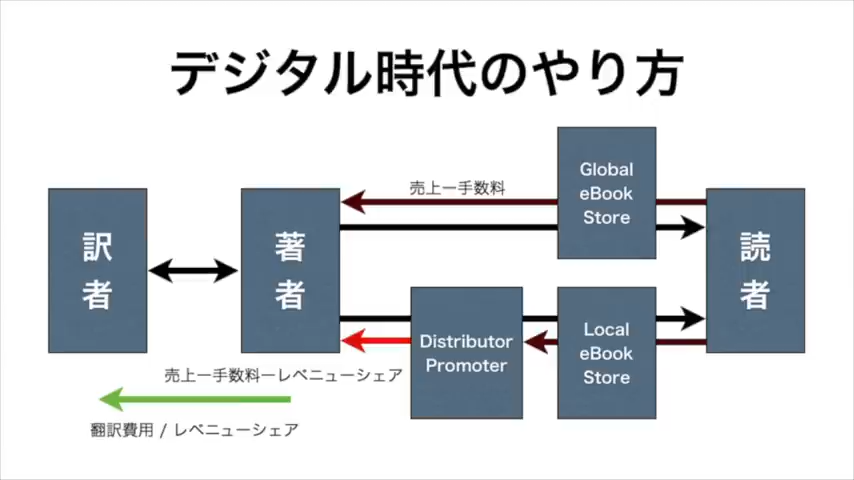 デジタル時代のやり方
売上ー手数料
Global
eBook
Store
訳
者
著
者
読
者
Distributor
Promoter
Local
eBook
Store
売上ー手数料ーレベニューシェア
翻訳費用 / レベニューシェア